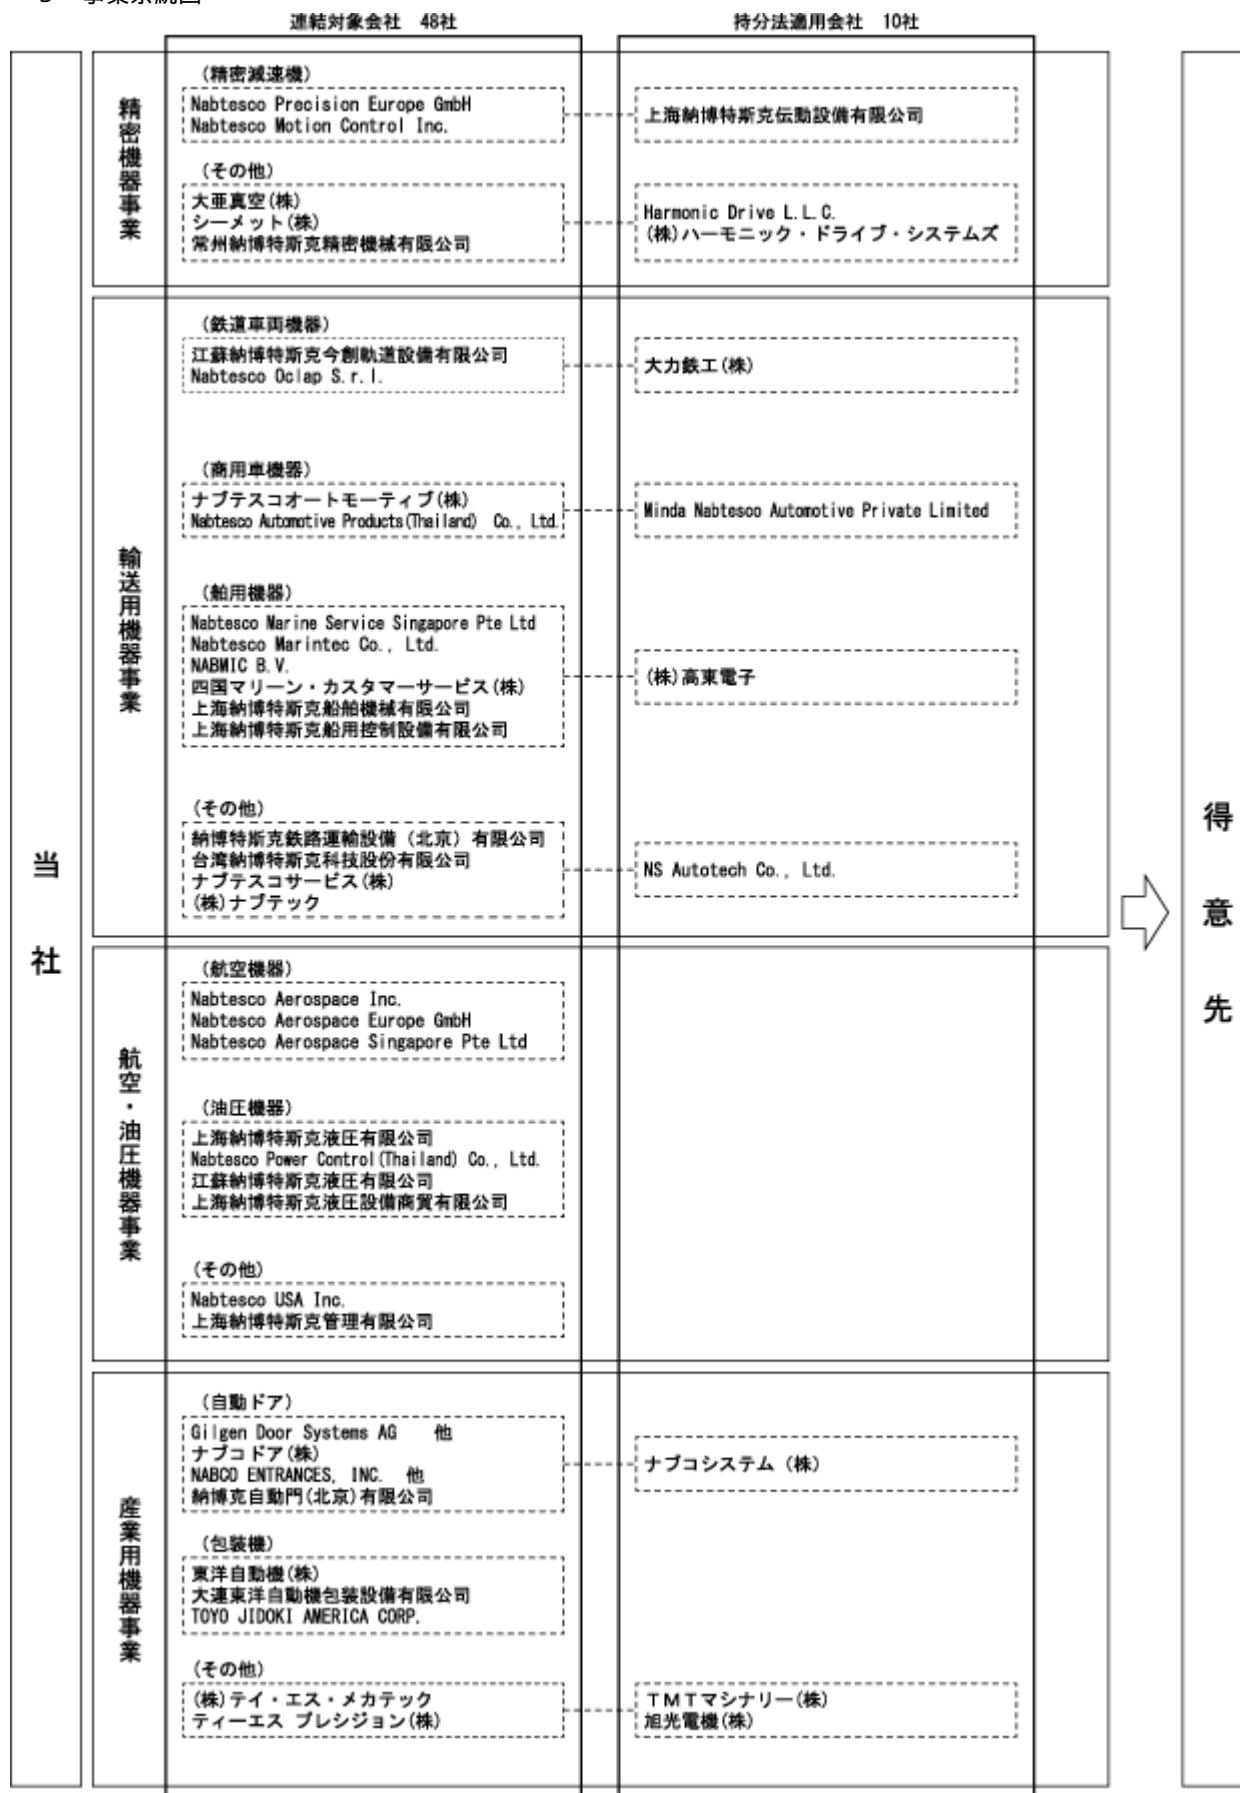 連結対象会社 48社
持分法適用会社 10社
当社
精密機器事業
(精密減速機)
Nabtesco Precision Europe GmbH
Nabtesco Motion Control Inc.
上海納博特斯克伝動設備有限公司
(その他)
大亜真空(株)
シーメット(株)
常州納博特斯克精密機械有限公司
Harmonic Drive L.L.C.
(株)ハーモニック・ドライブ・システムズ
輸送用機器事業
(鉄道車両機器)
江蘇納博特斯克今創軌道設備有限公司
Nabtesco Oclap S.r.l.
大力鉄工(株)
(商用車機器)
ナブテスコオートモーティブ(株)
Nabtesco Automotive Products(Thailand) Co., Ltd.
Minda Nabtesco Automotive Private Limited
(舶用機器)
Nabtesco Marine Service Singapore Pte Ltd
Nabtesco Marintec Co., Ltd.
NABMIC B.V.
四国マリーン・カスタマーサービス(株)
上海納博特斯克船舶機械有限公司
上海納博特斯克船用控制設備有限公司
(株)高東電子
(その他)
納博特斯克鉄路運輸設備(北京)有限公司
台湾納博特斯克科技股份有限公司
ナブテスコサービス(株)
(株)ナブテック
NS Autotech Co., Ltd.
航空・油圧機器事業
(航空機器)
Nabtesco Aerospace Inc.
Nabtesco Aerospace Europe GmbH
Nabtesco Aerospace Singapore Pte Ltd
(油圧機器)
上海納博特斯克液圧有限公司
Nabtesco Power Control(Thailand) Co., Ltd.
江蘇納博特斯克液圧有限公司
上海納博特斯克液圧設備商貿有限公司
(その他)
Nabtesco USA Inc.
上海納博特斯克管理有限公司
産業用機器事業
(自動ドア)
Gilgen Door Systems AG 他
ナブコドア(株)
NABCO ENTRANCES, INC. 他
納博克自動門(北京)有限公司
ナブコシステム(株)
(包装機)
東洋自動機(株)
大連東洋自動機包装設備有限公司
TOYO JIDOKI AMERICA CORP.
(その他)
(株)テイ・エス・メカテック
ティーエス プレシジョン(株)
TMTマシナリー(株)
旭光電機(株)
得意先